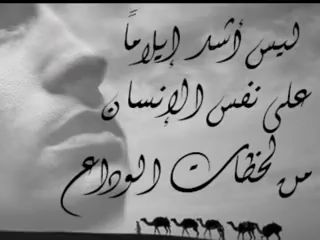 ليس أشد إيلاماً
على نفس الإنسان
من لحظات الوداع